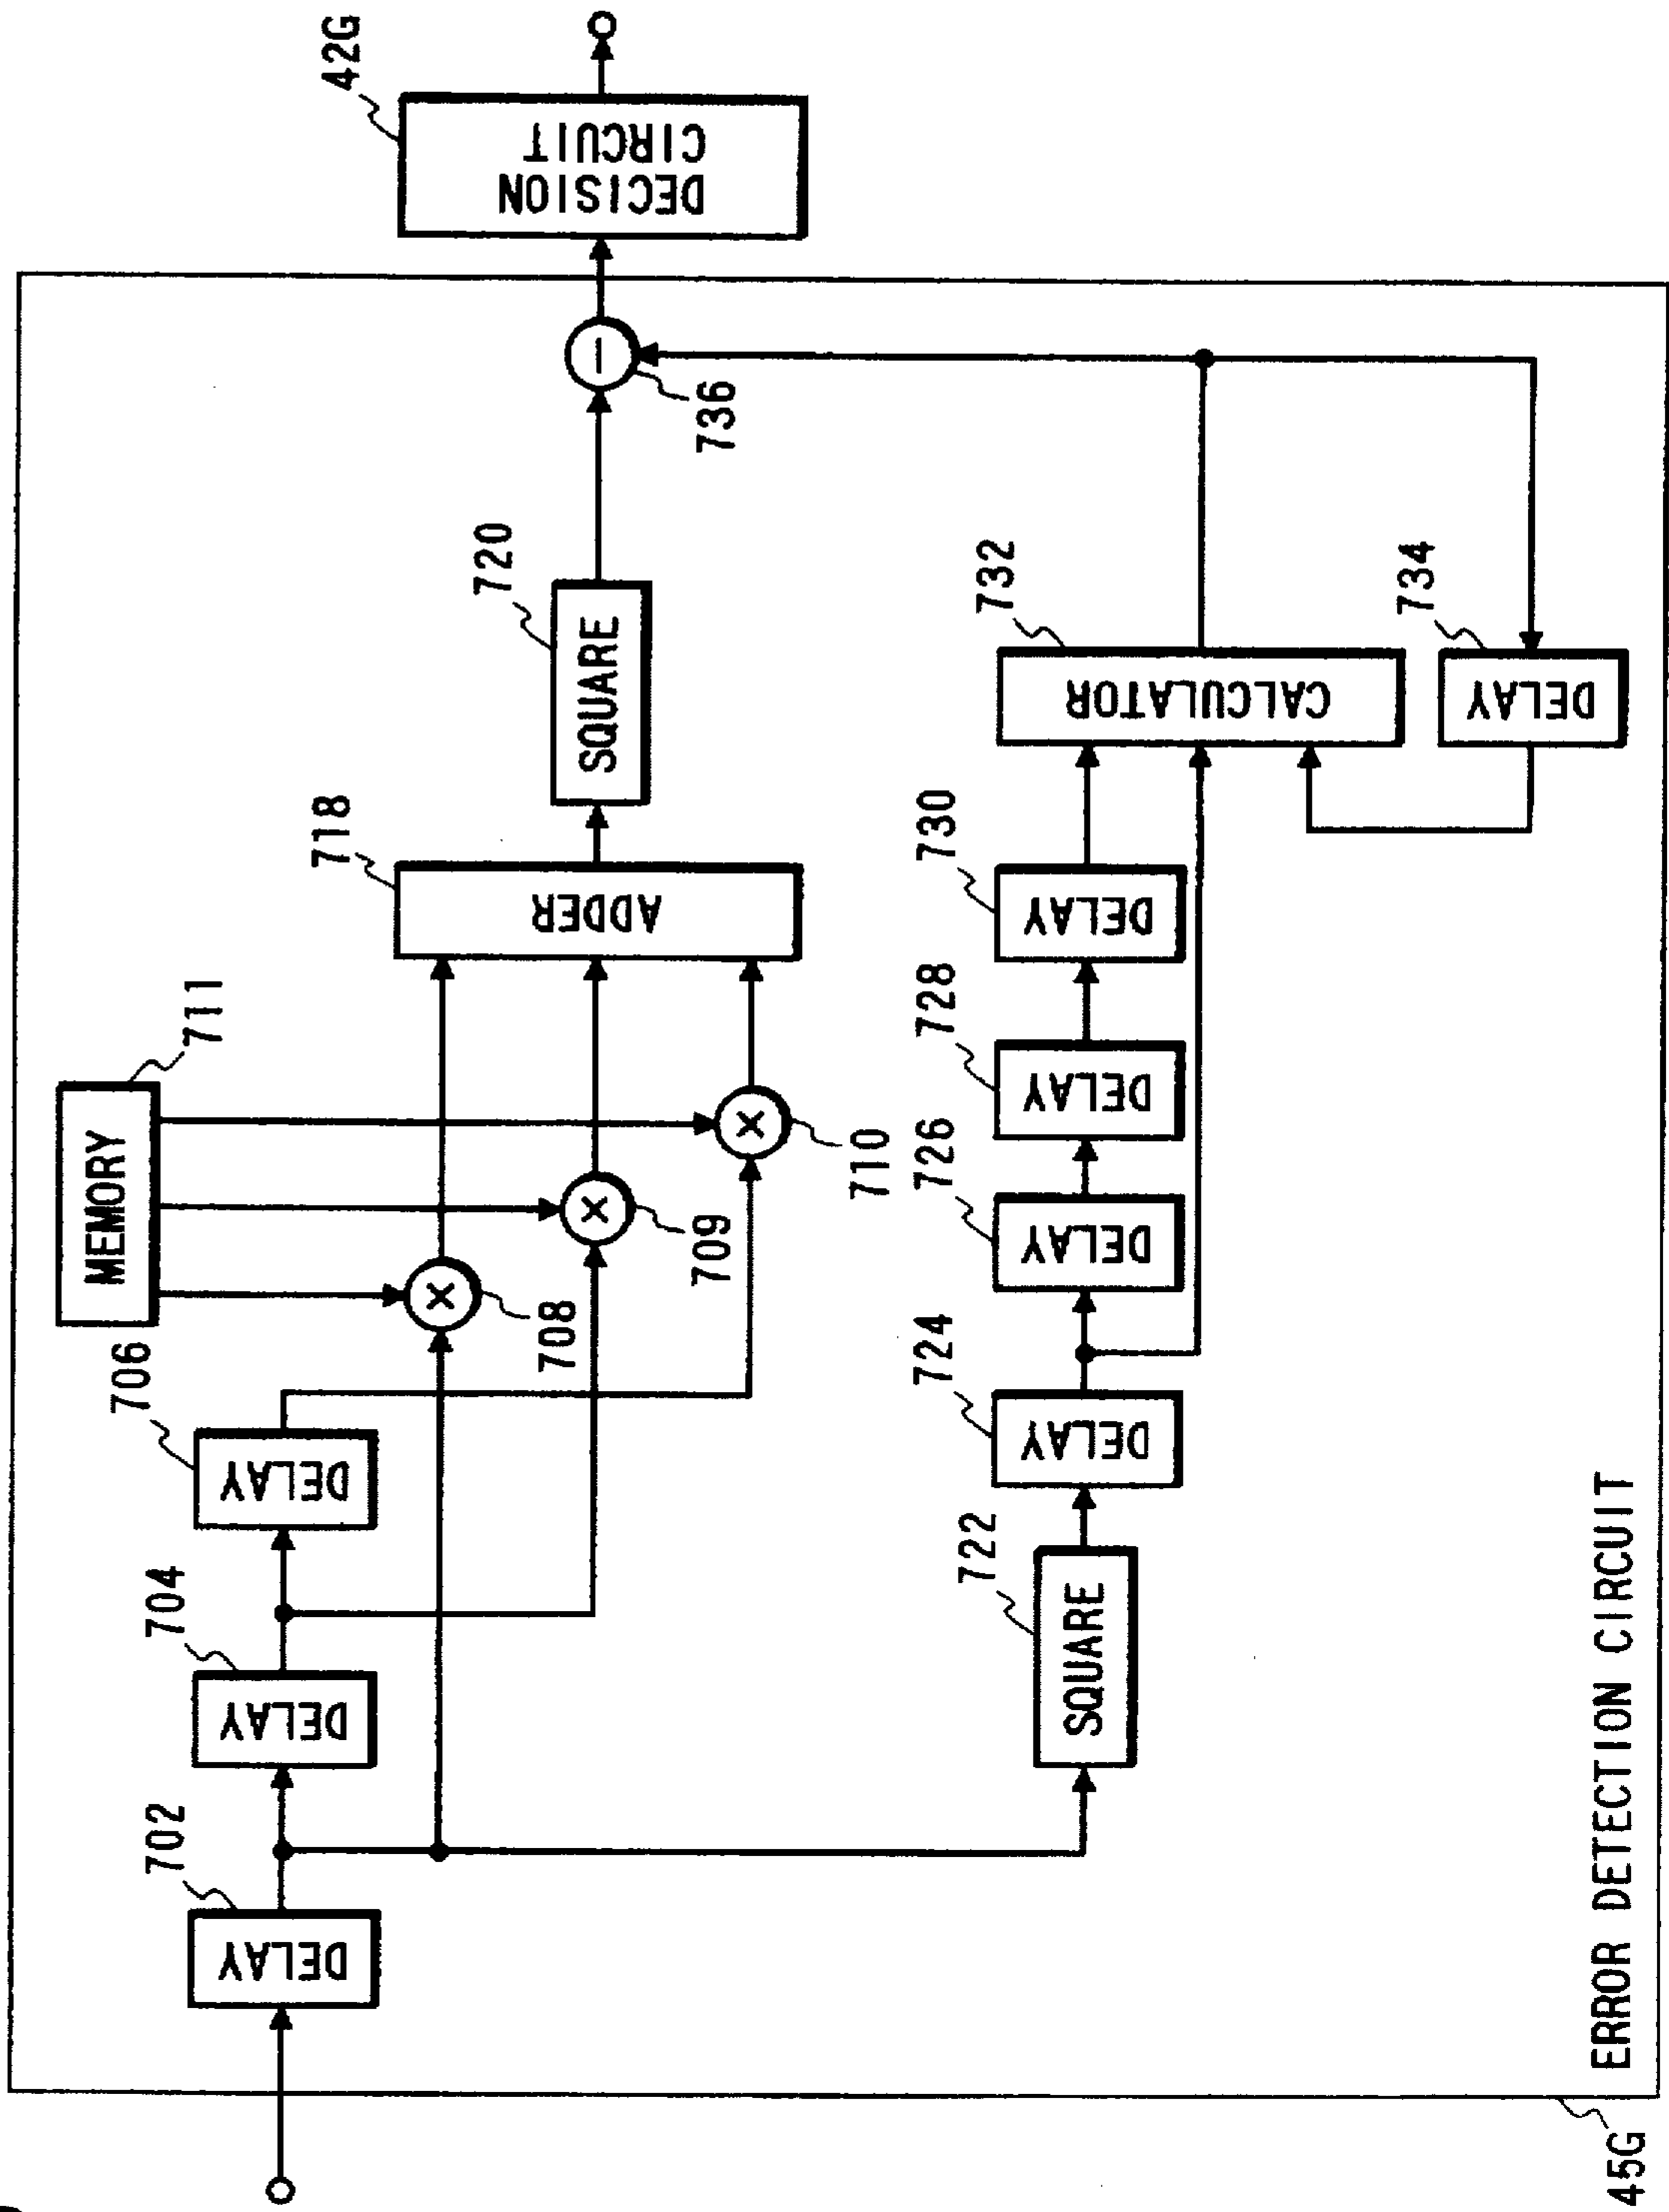 702
DELAY
704
DELAY
706
DELAY
MEMORY
711
708
709
710
718
ADDER
720
SQUARE
736
42G
DECISION
CIRCUIT
722
SQUARE
724
DELAY
726
DELAY
728
DELAY
730
DELAY
732
CALCULATOR
734
DELAY
ERROR DETECTION CIRCUIT
45G